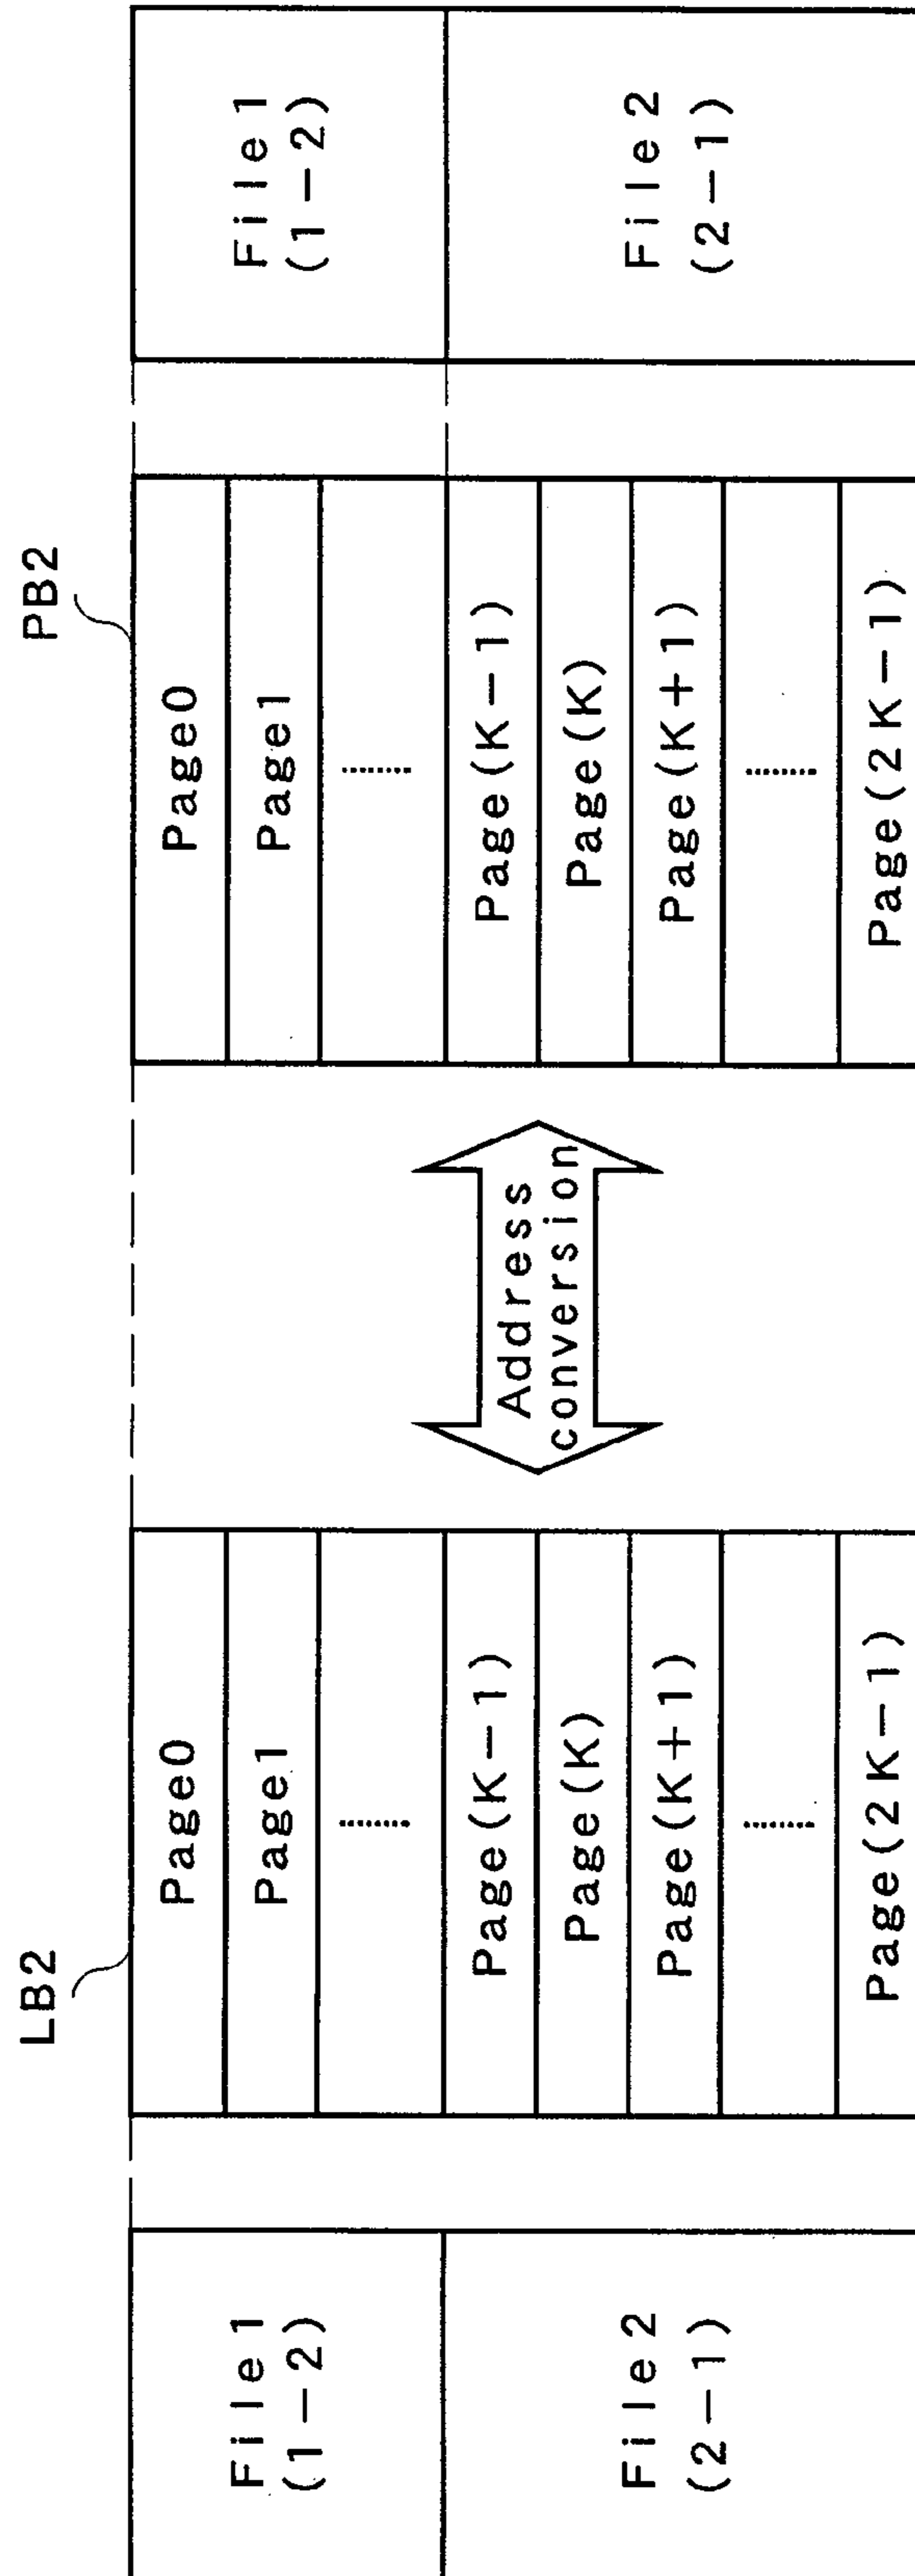 LB2
PB2
File1
(1−2)
File2
(2−1)
Page0
Page1
........
Page(K−1)
Page(K)
Page(K+1)
........
Page(2K−1)
Address
conversion
Page0
Page1
........
Page(K−1)
Page(K)
Page(K+1)
........
Page(2K−1)
File1
(1−2)
File2
(2−1)